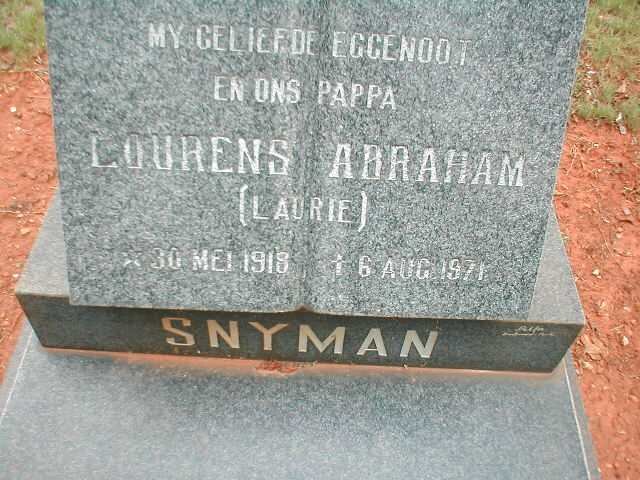 MY GELIEFDE EGGENOOT
EN ONS PAPPA
LOURENS ABRAHAM
(LAURIE)
* 30 MEI 1918 † 6 AUG. 1971
SNYMAN